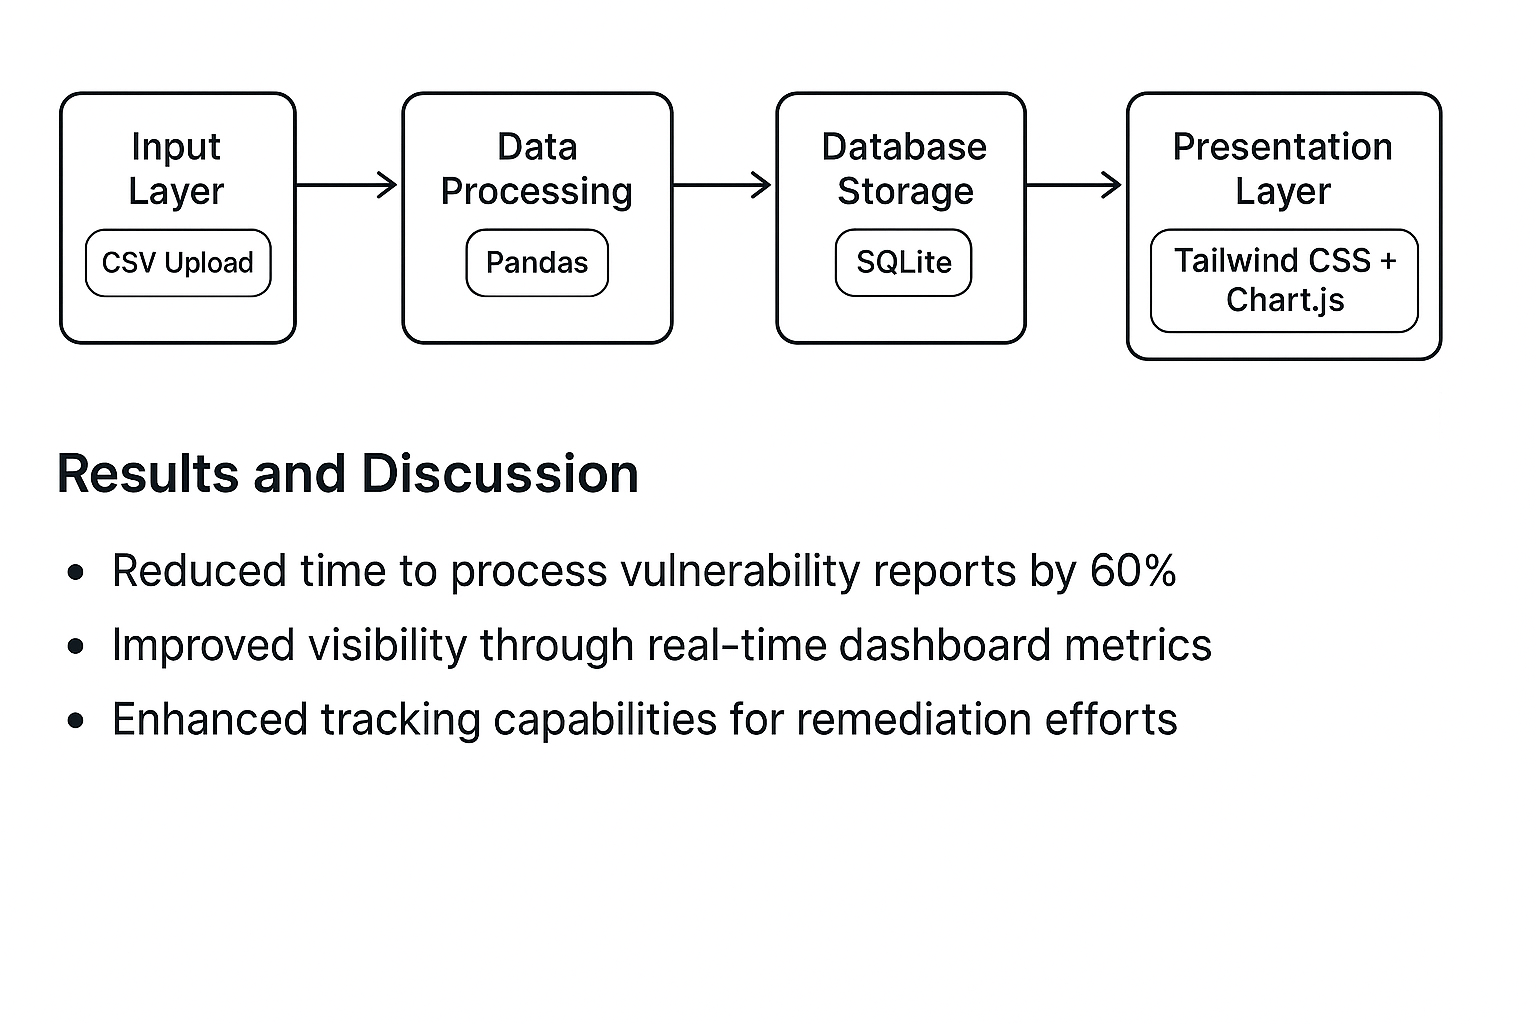 Input
Layer
CSV Upload
Data
Processing
Pandas
Database
Storage
SQLite
Presentation
Layer
Tailwind CSS +
Chart.js
Results and Discussion
• Reduced time to process vulnerability reports by 60%
• Improved visibility through real-time dashboard metrics
• Enhanced tracking capabilities for remediation efforts